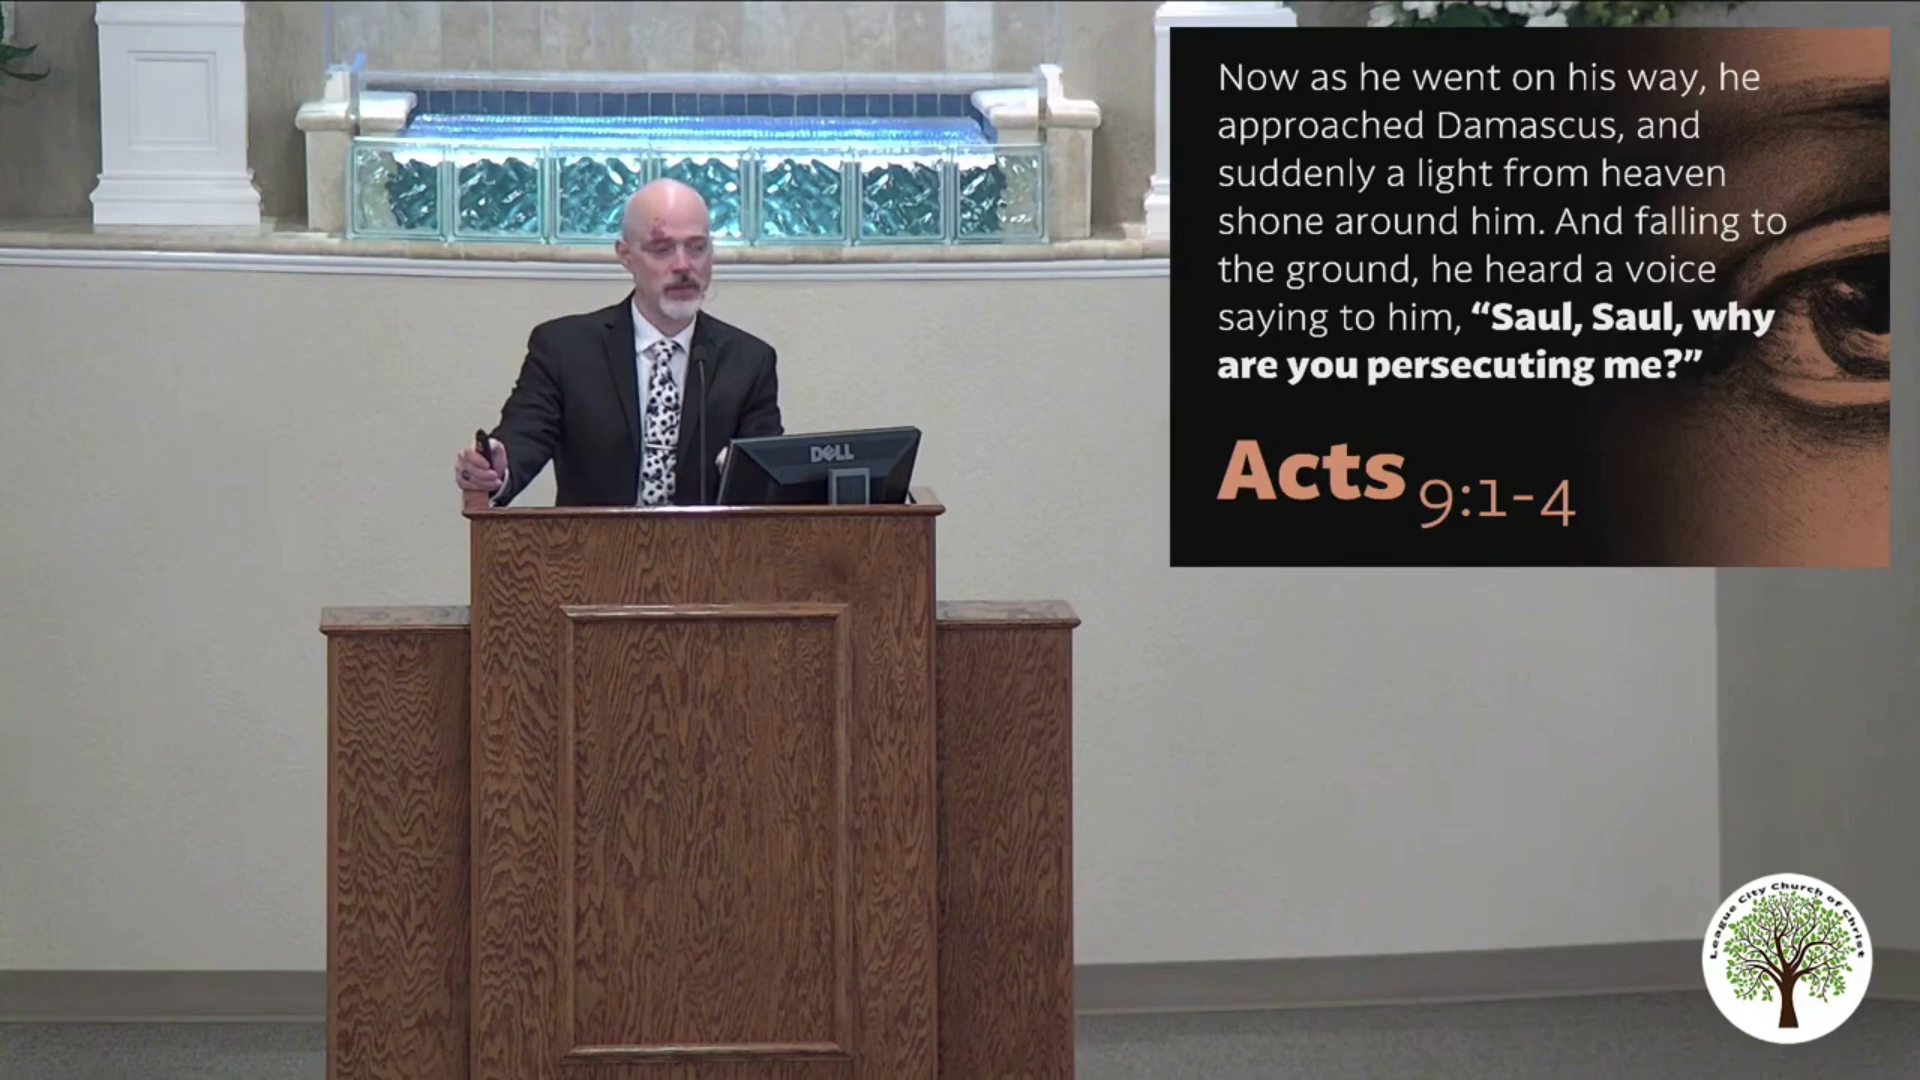 Now as he went on his way, he
approached Damascus, and
suddenly a light from heaven
shone around him. And falling to
the ground, he heard a voice
saying to him, “Saul, Saul, why
are you persecuting me?”
Acts 9:1-4
DELL
League City Church of Christ